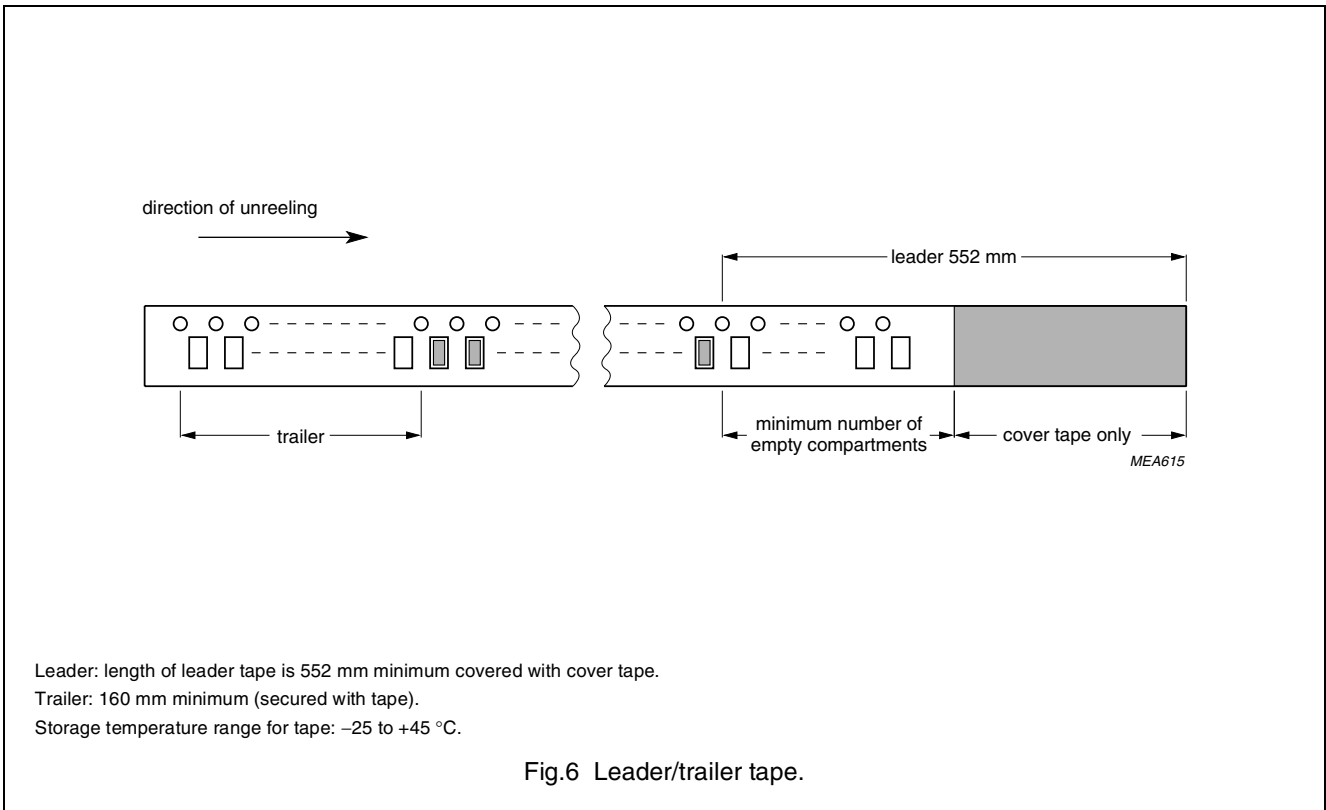 direction of unreeling
leader 552 mm
trailer
minimum number of
empty compartments
cover tape only
MEA615
Leader: length of leader tape is 552 mm minimum covered with cover tape.
Trailer: 160 mm minimum (secured with tape).
Storage temperature range for tape: −25 to +45 °C.
Fig.6 Leader/trailer tape.